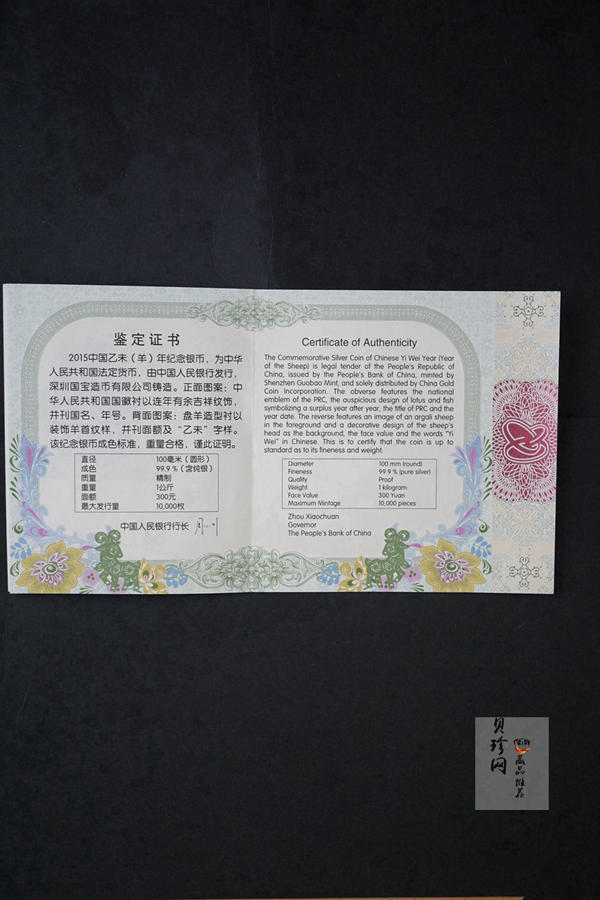 鉴定证书
2015中国乙未（羊）年纪念银币，为中华
人民共和国法定货币，由中国人民银行发行，
深圳国宝造币有限公司铸造。正面图案：中
华人民共和国国徽衬以连年有余吉祥纹饰，
并刊国名、年号。背面图案：盘羊造型衬以
装饰羊首纹样，并刊面额及“乙未”字样。
该纪念银币成色标准，重量合格，谨此证明。
直径 100毫米（圆形）
成色 99.9％（含纯银）
质量 精制
重量 1公斤
面额 300元
最大发行量 10,000枚
中国人民银行行长
Certificate of Authenticity
The Commemorative Silver Coin of Chinese Yi Wei Year (Year
of the Sheep) is legal tender of the People's Republic of
China, issued by the People's Bank of China, minted by
Shenzhen Guobao Mint, and solely distributed by China Gold
Coin Incorporation. The obverse features the national
emblem of the PRC, the auspicious design of lotus and fish
symbolizing a surplus year after year, the title of PRC and the
year date. The reverse features an image of an argali sheep
in the foreground and a decorative design of the sheep's
head as the background, the face value and the words "Yi
Wei" in Chinese. This is to certify that the coin is up to
standard as to its fineness and weight.
Diameter 100 mm (round)
Fineness 99.9 % (pure silver)
Quality Proof
Weight 1 kilogram
Face Value 300 Yuan
Maximum Mintage 10,000 pieces
Zhou Xiaochuan
Governor
The People's Bank of China
贝珍网
藏品推荐